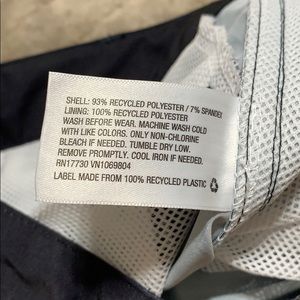 SHELL: 93% RECYCLED POLYESTER / 7% SPANDEX
LINING: 100% RECYCLED POLYESTER
WASH BEFORE WEAR. MACHINE WASH COLD
WITH LIKE COLORS. ONLY NON-CHLORINE
BLEACH IF NEEDED. TUMBLE DRY LOW.
REMOVE PROMPTLY. COOL IRON IF NEEDED.
RN17730 VN1069804
LABEL MADE FROM 100% RECYCLED PLASTIC